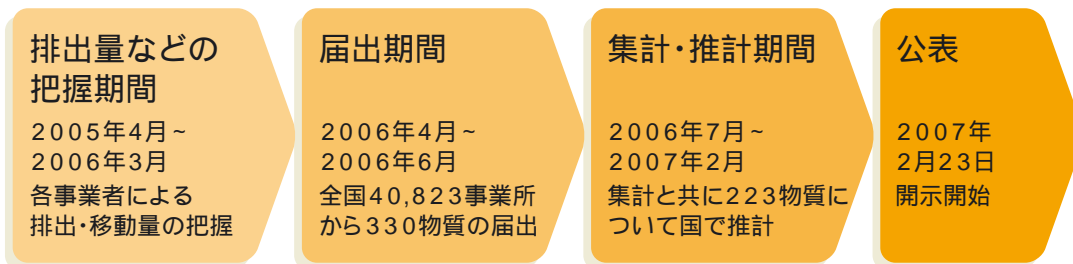 排出量などの
把握期間
2005年4月~
2006年3月
各事業者による
排出・移動量の把握
届出期間
2006年4月~
2006年6月
全国40,823事業所
から330物質の届出
集計・推計期間
2006年7月~
2007年2月
集計と共に223物質に
ついて国で推計
公表
2007年
2月23日
開示開始